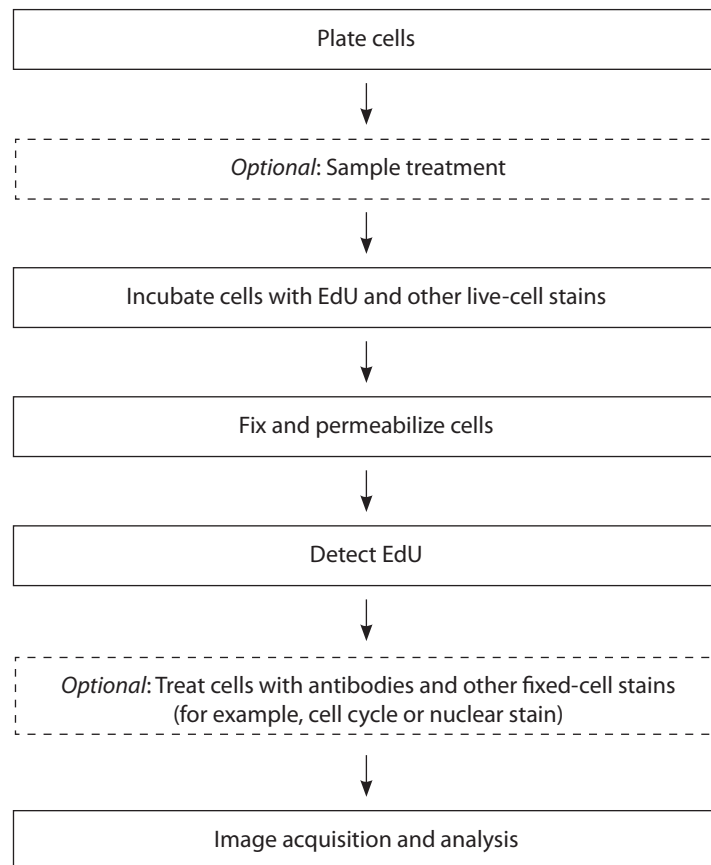 Plate cells
Optional: Sample treatment
Incubate cells with EdU and other live-cell stains
Fix and permeabilize cells
Detect EdU
Optional: Treat cells with antibodies and other fixed-cell stains
(for example, cell cycle or nuclear stain)
Image acquisition and analysis